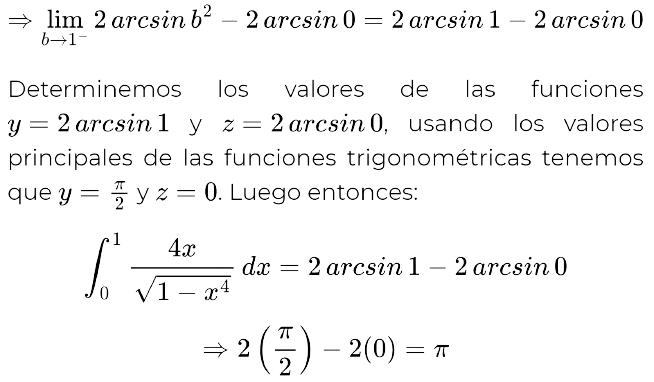 ⇒ lim b→1⁻ 2 arcsin b² − 2 arcsin 0 = 2 arcsin 1 − 2 arcsin 0
Determinemos los valores de las funciones
y = 2 arcsin 1 y z = 2 arcsin 0, usando los valores
principales de las funciones trigonométricas tenemos
que y = π/2 y z = 0. Luego entonces:
∫₀¹ 4x/√(1 − x⁴) dx = 2 arcsin 1 − 2 arcsin 0
⇒ 2 (π/2) − 2(0) = π